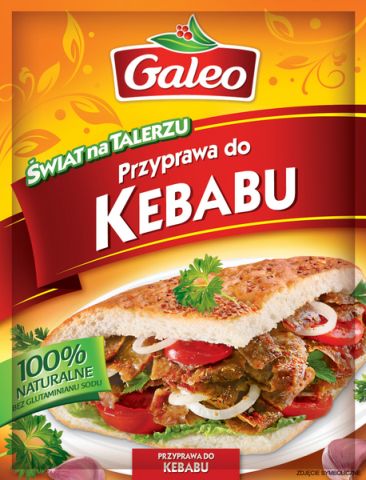 Galeo
ŚWIAT na TALERZU
Przyprawa do
KEBABU
100%
NATURALNE
BEZ GLUTAMINIANU SODU
PRZYPRAWA DO
KEBABU
ZDJĘCIE SYMBOLICZNE